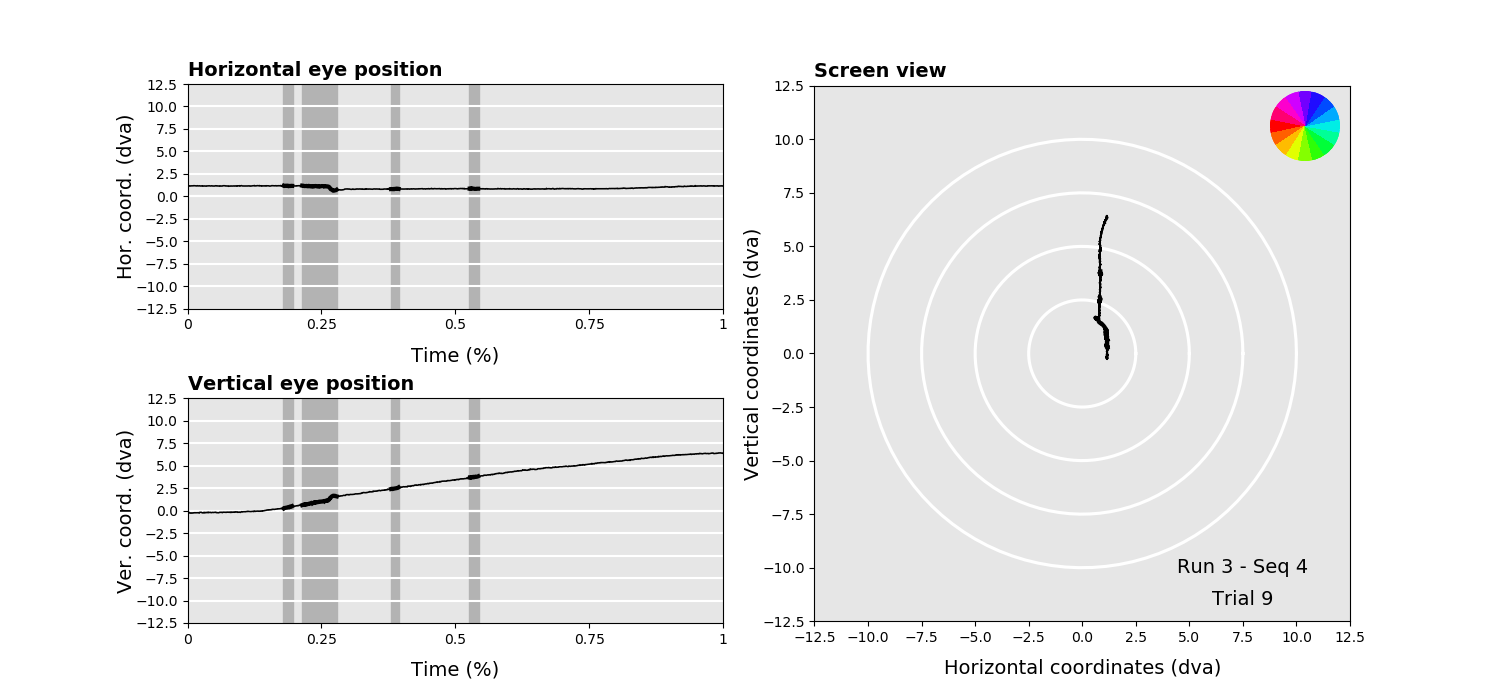 Horizontal eye position
12.5
10.0
7.5
5.0
2.5
0.0
−2.5
−5.0
−7.5
−10.0
−12.5
Hor. coord. (dva)
0 0.25 0.5 0.75 1
Time (%)
Vertical eye position
12.5
10.0
7.5
5.0
2.5
0.0
−2.5
−5.0
−7.5
−10.0
−12.5
Ver. coord. (dva)
0 0.25 0.5 0.75 1
Time (%)
Screen view
12.5
10.0
7.5
5.0
2.5
0.0
−2.5
−5.0
−7.5
−10.0
−12.5
Vertical coordinates (dva)
Run 3 - Seq 4
Trial 9
−12.5 −10.0 −7.5 −5.0 −2.5 0.0 2.5 5.0 7.5 10.0 12.5
Horizontal coordinates (dva)